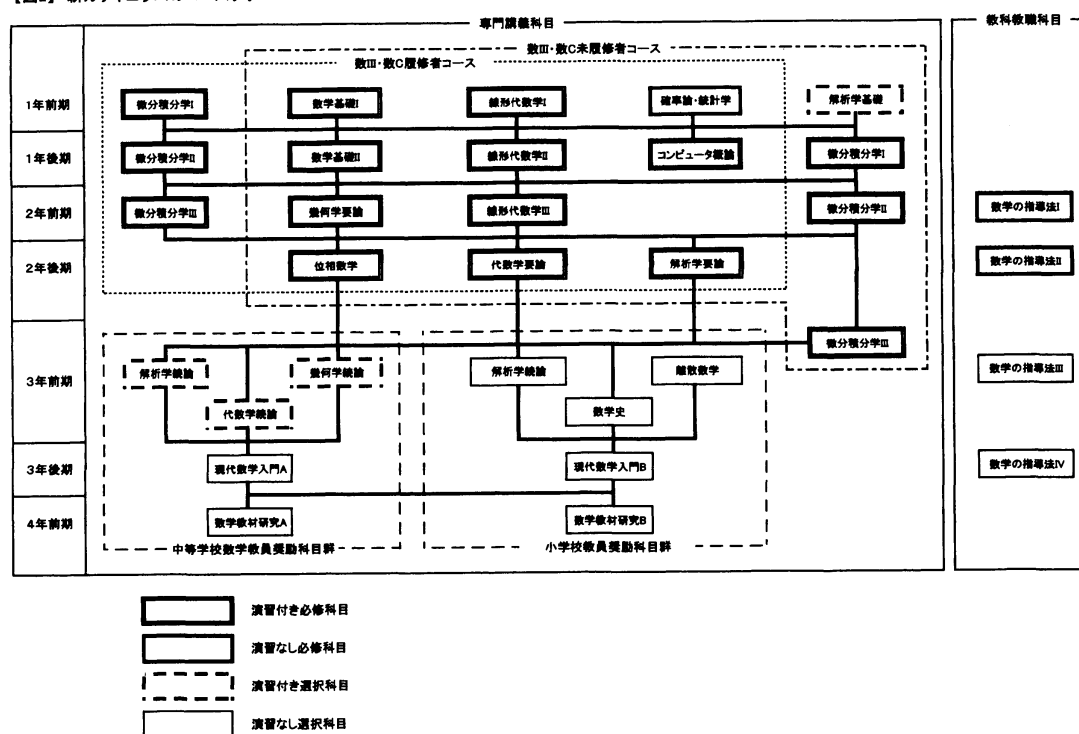 専門講義科目
教科教職科目
数III・数C未履修者コース
数III・数C履修者コース
1年前期
微分積分学I
数学基礎I
線形代数学I
確率論・統計学
解析学基礎
1年後期
微分積分学II
数学基礎II
線形代数学II
コンピュータ概論
微分積分学I
2年前期
微分積分学III
幾何学要論
線形代数学III
微分積分学II
数学の指導法I
2年後期
位相数学
代数学要論
解析学要論
数学の指導法II
微分積分学III
3年前期
解析学続論
幾何学続論
解析学続論
離散数学
数学の指導法III
代数学続論
数学史
3年後期
現代数学入門A
現代数学入門B
数学の指導法IV
4年前期
数学教材研究A
数学教材研究B
中等学校数学教員奨励科目群
小学校教員奨励科目群
演習付き必修科目
演習なし必修科目
演習付き選択科目
演習なし選択科目